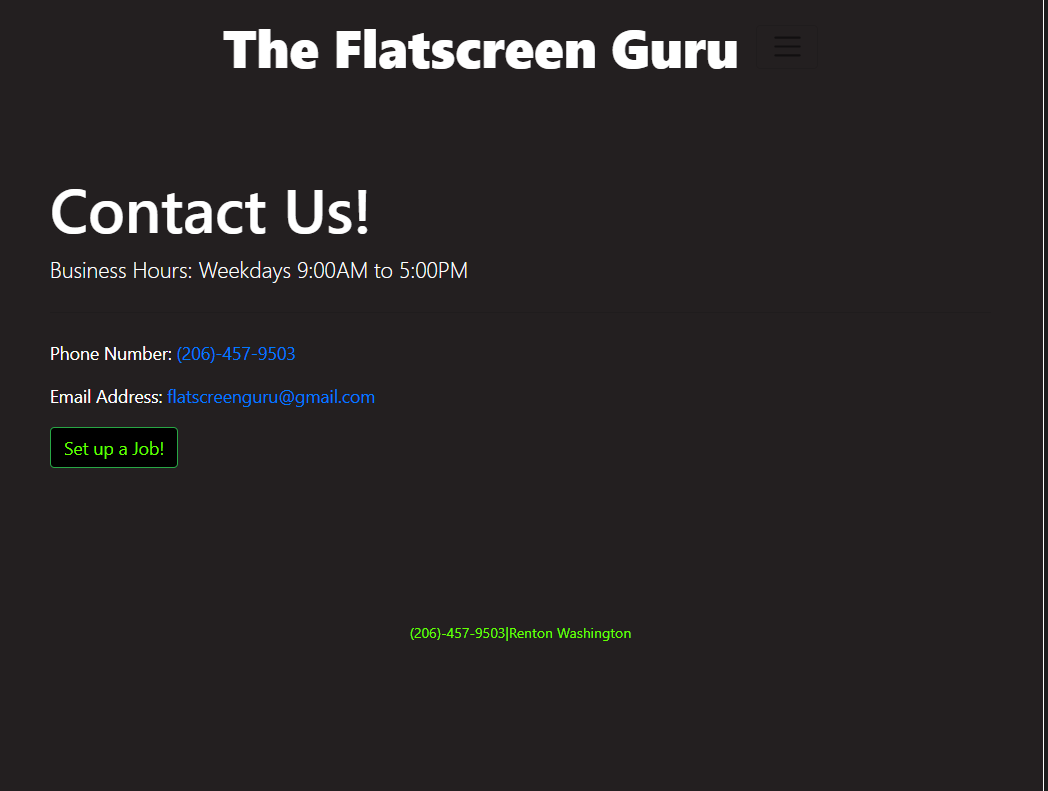 The Flatscreen Guru
Contact Us!
Business Hours: Weekdays 9:00AM to 5:00PM
Phone Number: (206)-457-9503
Email Address: flatscreenguru@gmail.com
Set up a Job!
(206)-457-9503|Renton Washington